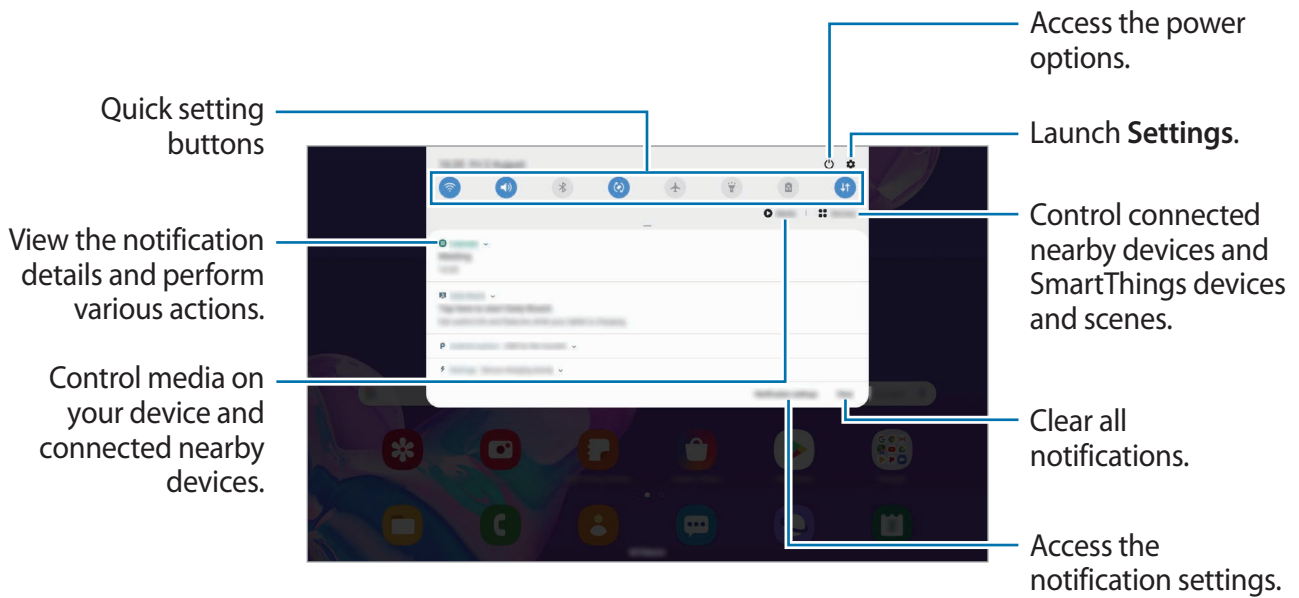 Access the power
options.
Quick setting
buttons
Launch Settings.
View the notification
details and perform
various actions.
Control connected
nearby devices and
SmartThings devices
and scenes.
Control media on
your device and
connected nearby
devices.
Clear all
notifications.
Access the
notification settings.